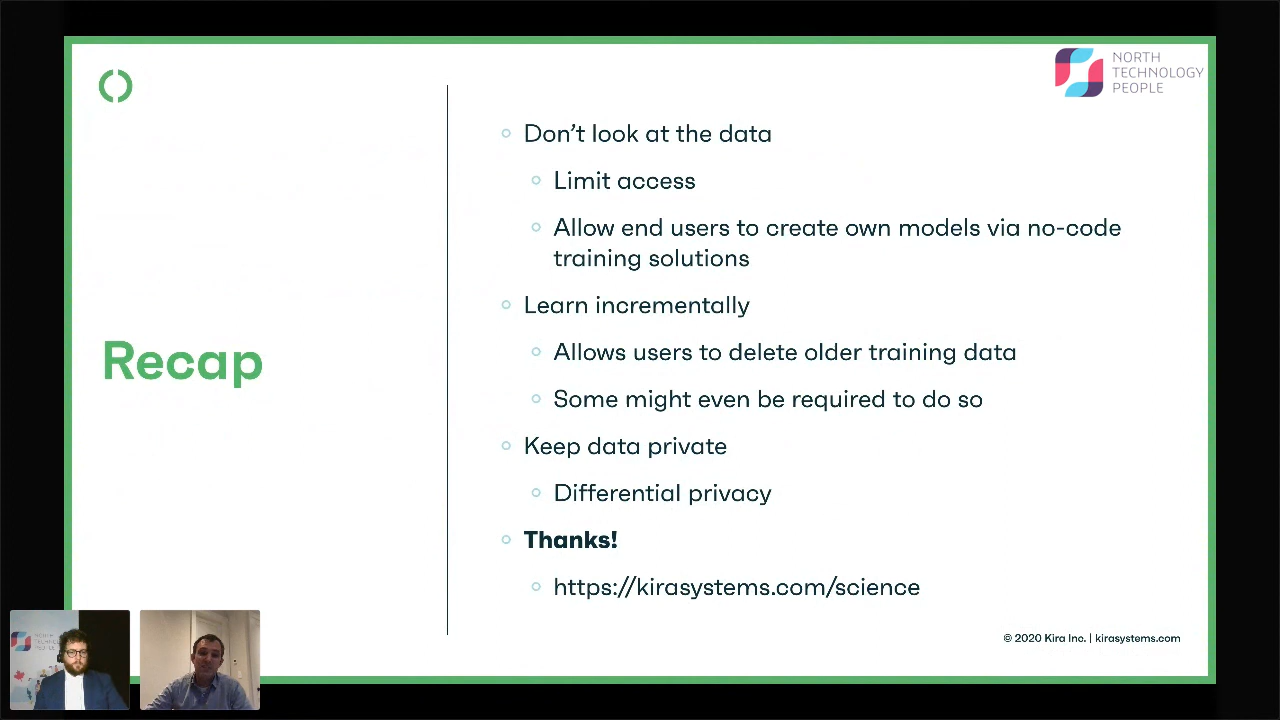 NORTH
TECHNOLOGY
PEOPLE
Recap
Don’t look at the data
Limit access
Allow end users to create own models via no-code
training solutions
Learn incrementally
Allows users to delete older training data
Some might even be required to do so
Keep data private
Differential privacy
Thanks!
https://kirasystems.com/science
© 2020 Kira Inc. | kirasystems.com
NORTH